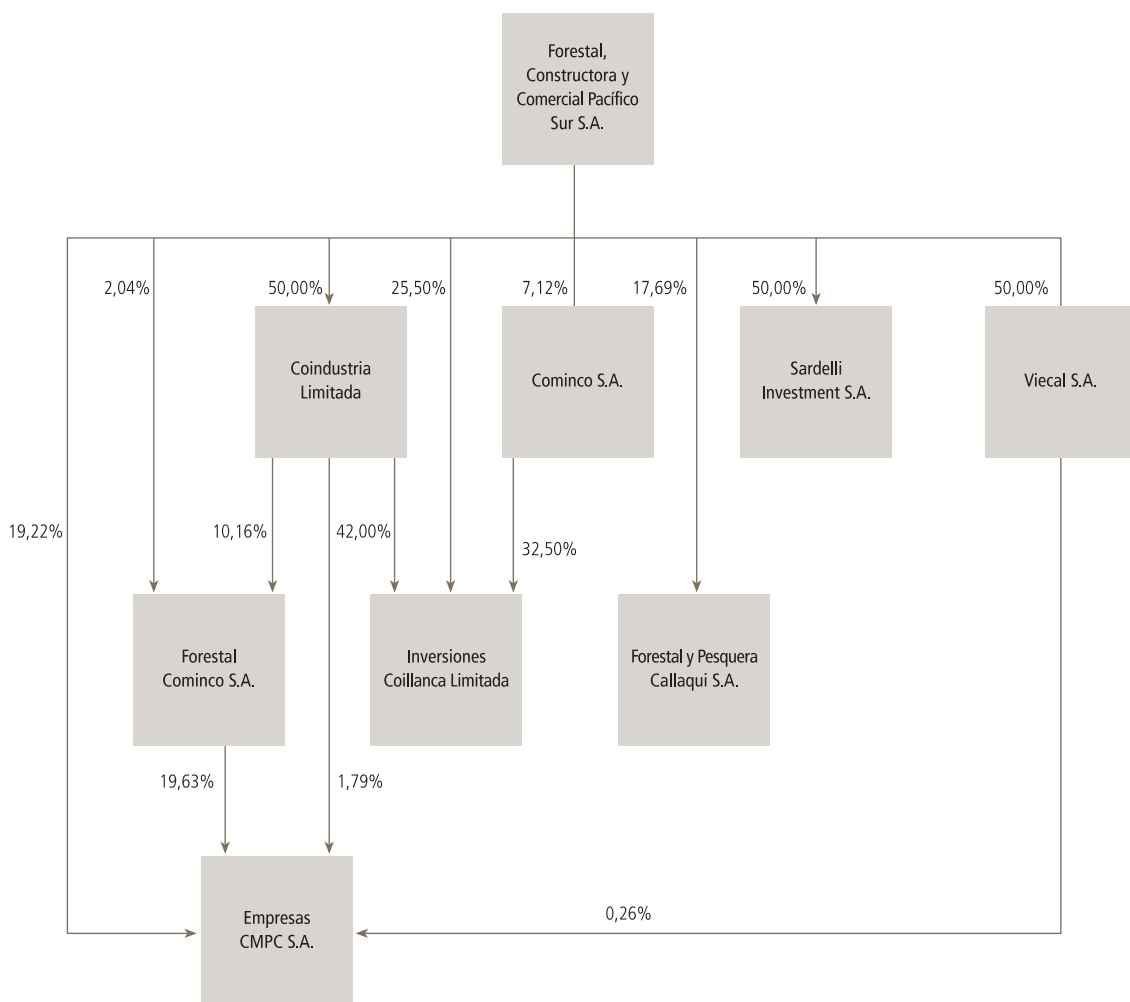 Forestal,
Constructora y
Comercial Pacífico
Sur S.A.
2,04%
50,00%
25,50%
7,12%
17,69%
50,00%
50,00%
Coindustria
Limitada
Cominco S.A.
Sardelli
Investment S.A.
Viecal S.A.
19,22%
10,16%
42,00%
32,50%
Forestal
Cominco S.A.
Inversiones
Coillanca Limitada
Forestal y Pesquera
Callaqui S.A.
19,63%
1,79%
Empresas
CMPC S.A.
0,26%